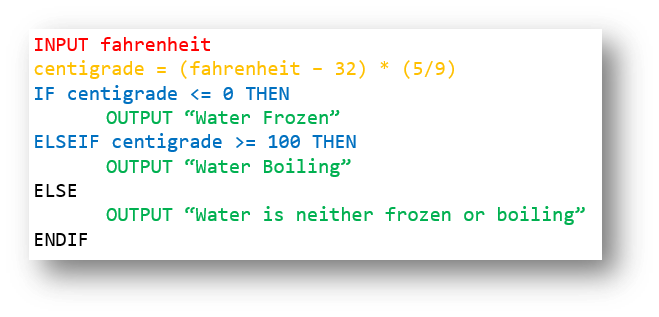 INPUT fahrenheit
centigrade = (fahrenheit – 32) * (5/9)
IF centigrade <= 0 THEN
OUTPUT “Water Frozen”
ELSEIF centigrade >= 100 THEN
OUTPUT “Water Boiling”
ELSE
OUTPUT “Water is neither frozen or boiling”
ENDIF